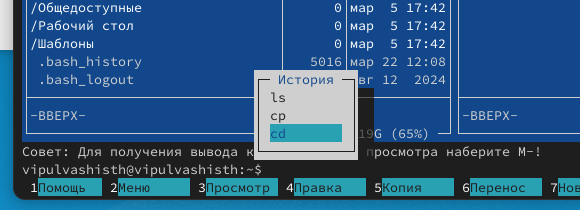 /Общедоступные 0 мар 5 17:42
/Рабочий стол 0 мар 5 17:42
/Шаблоны 0 мар 5 17:42
.bash_history 5016 мар 22 12:08
.bash_logout вг 12 2024
История
ls
cp
cd
-ВВЕРХ- -ВВЕРХ-
19G (65%)
Совет: Для получения вывода к просмотра наберите M-!
vipulvashisth@vipulvashisth:~$
1Помощь 2Меню 3Просмотр 4Правка 5Копия 6Перенос 7Нов